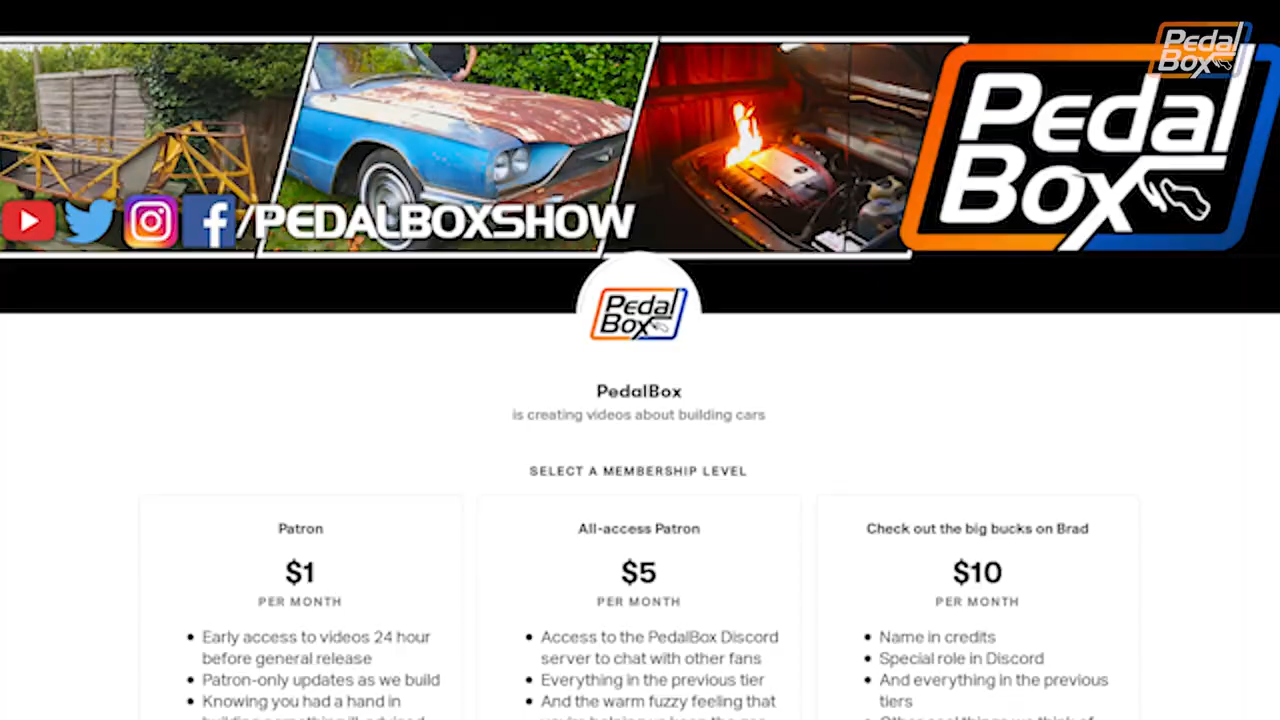 Pedal
Box
Pedal
Box
/PEDALBOXSHOW
Pedal
Box
PedalBox
is creating videos about building cars
SELECT A MEMBERSHIP LEVEL
Patron
$1
PER MONTH
Early access to videos 24 hour
before general release
Patron-only updates as we build
Knowing you had a hand in
All-access Patron
$5
PER MONTH
Access to the PedalBox Discord
server to chat with other fans
Everything in the previous tier
And the warm fuzzy feeling that
Check out the big bucks on Brad
$10
PER MONTH
Name in credits
Special role in Discord
And everything in the previous
tiers